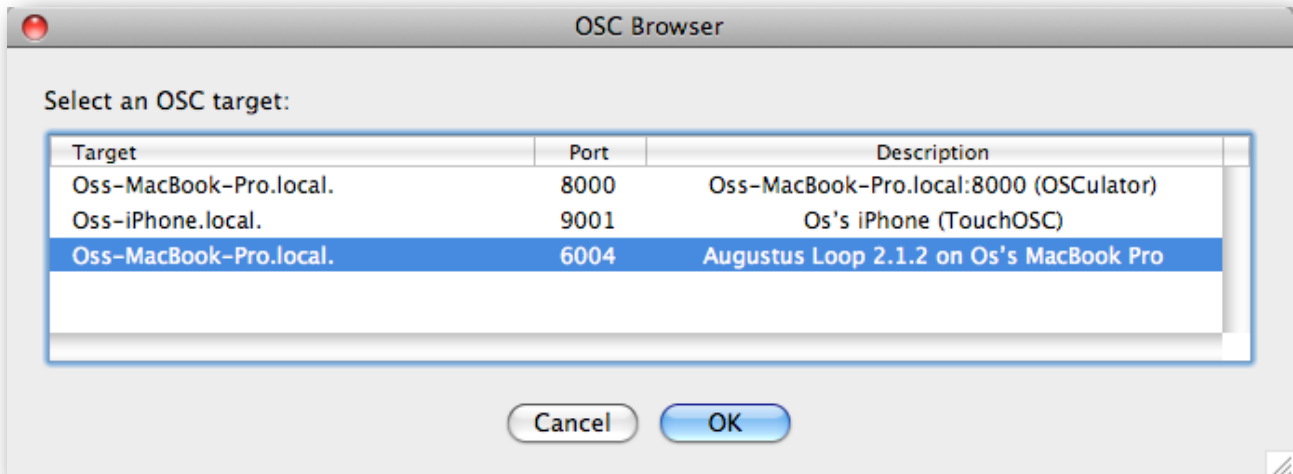 OSC Browser
Select an OSC target:
Target Port Description
Oss-MacBook-Pro.local. 8000 Oss-MacBook-Pro.local:8000 (OSCulator)
Oss-iPhone.local. 9001 Os's iPhone (TouchOSC)
Oss-MacBook-Pro.local. 6004 Augustus Loop 2.1.2 on Os's MacBook Pro
Cancel OK